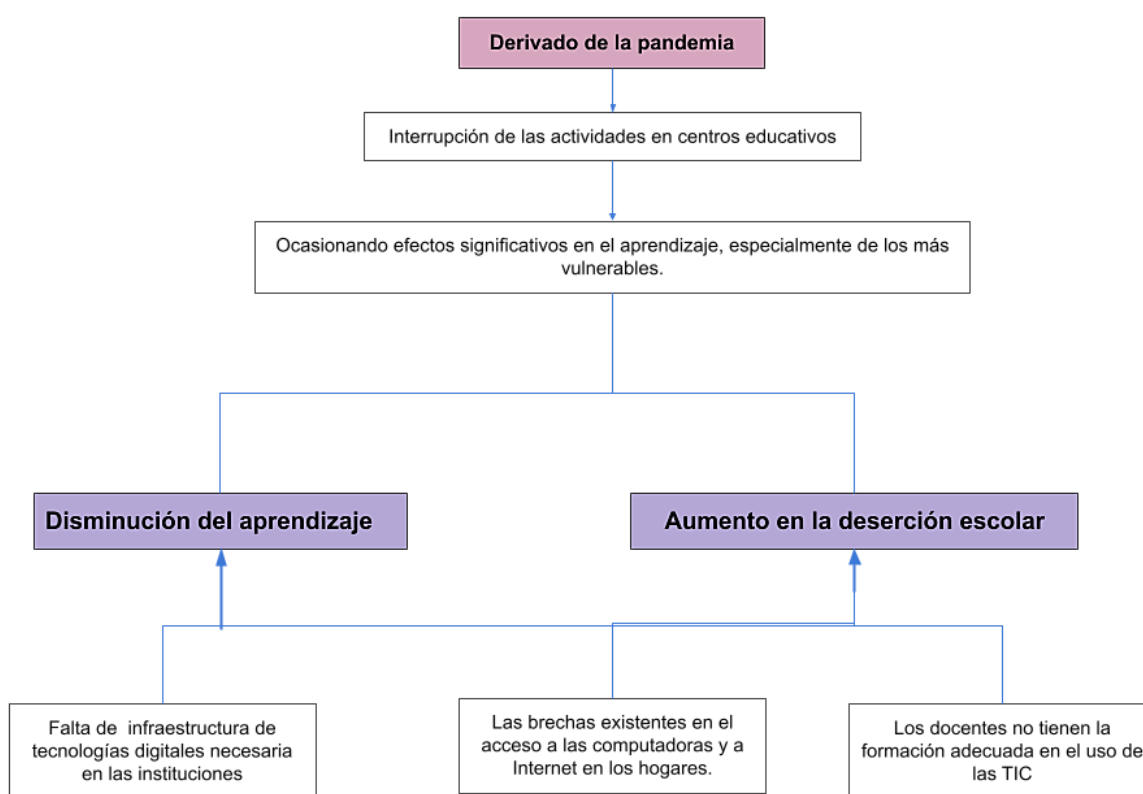 Derivado de la pandemia
Interrupción de las actividades en centros educativos
Ocasionando efectos significativos en el aprendizaje, especialmente de los más
vulnerables.
Disminución del aprendizaje
Aumento en la deserción escolar
Falta de infraestructura de
tecnologías digitales necesaria
en las instituciones
Las brechas existentes en el
acceso a las computadoras y a
Internet en los hogares.
Los docentes no tienen la
formación adecuada en el uso de
las TIC